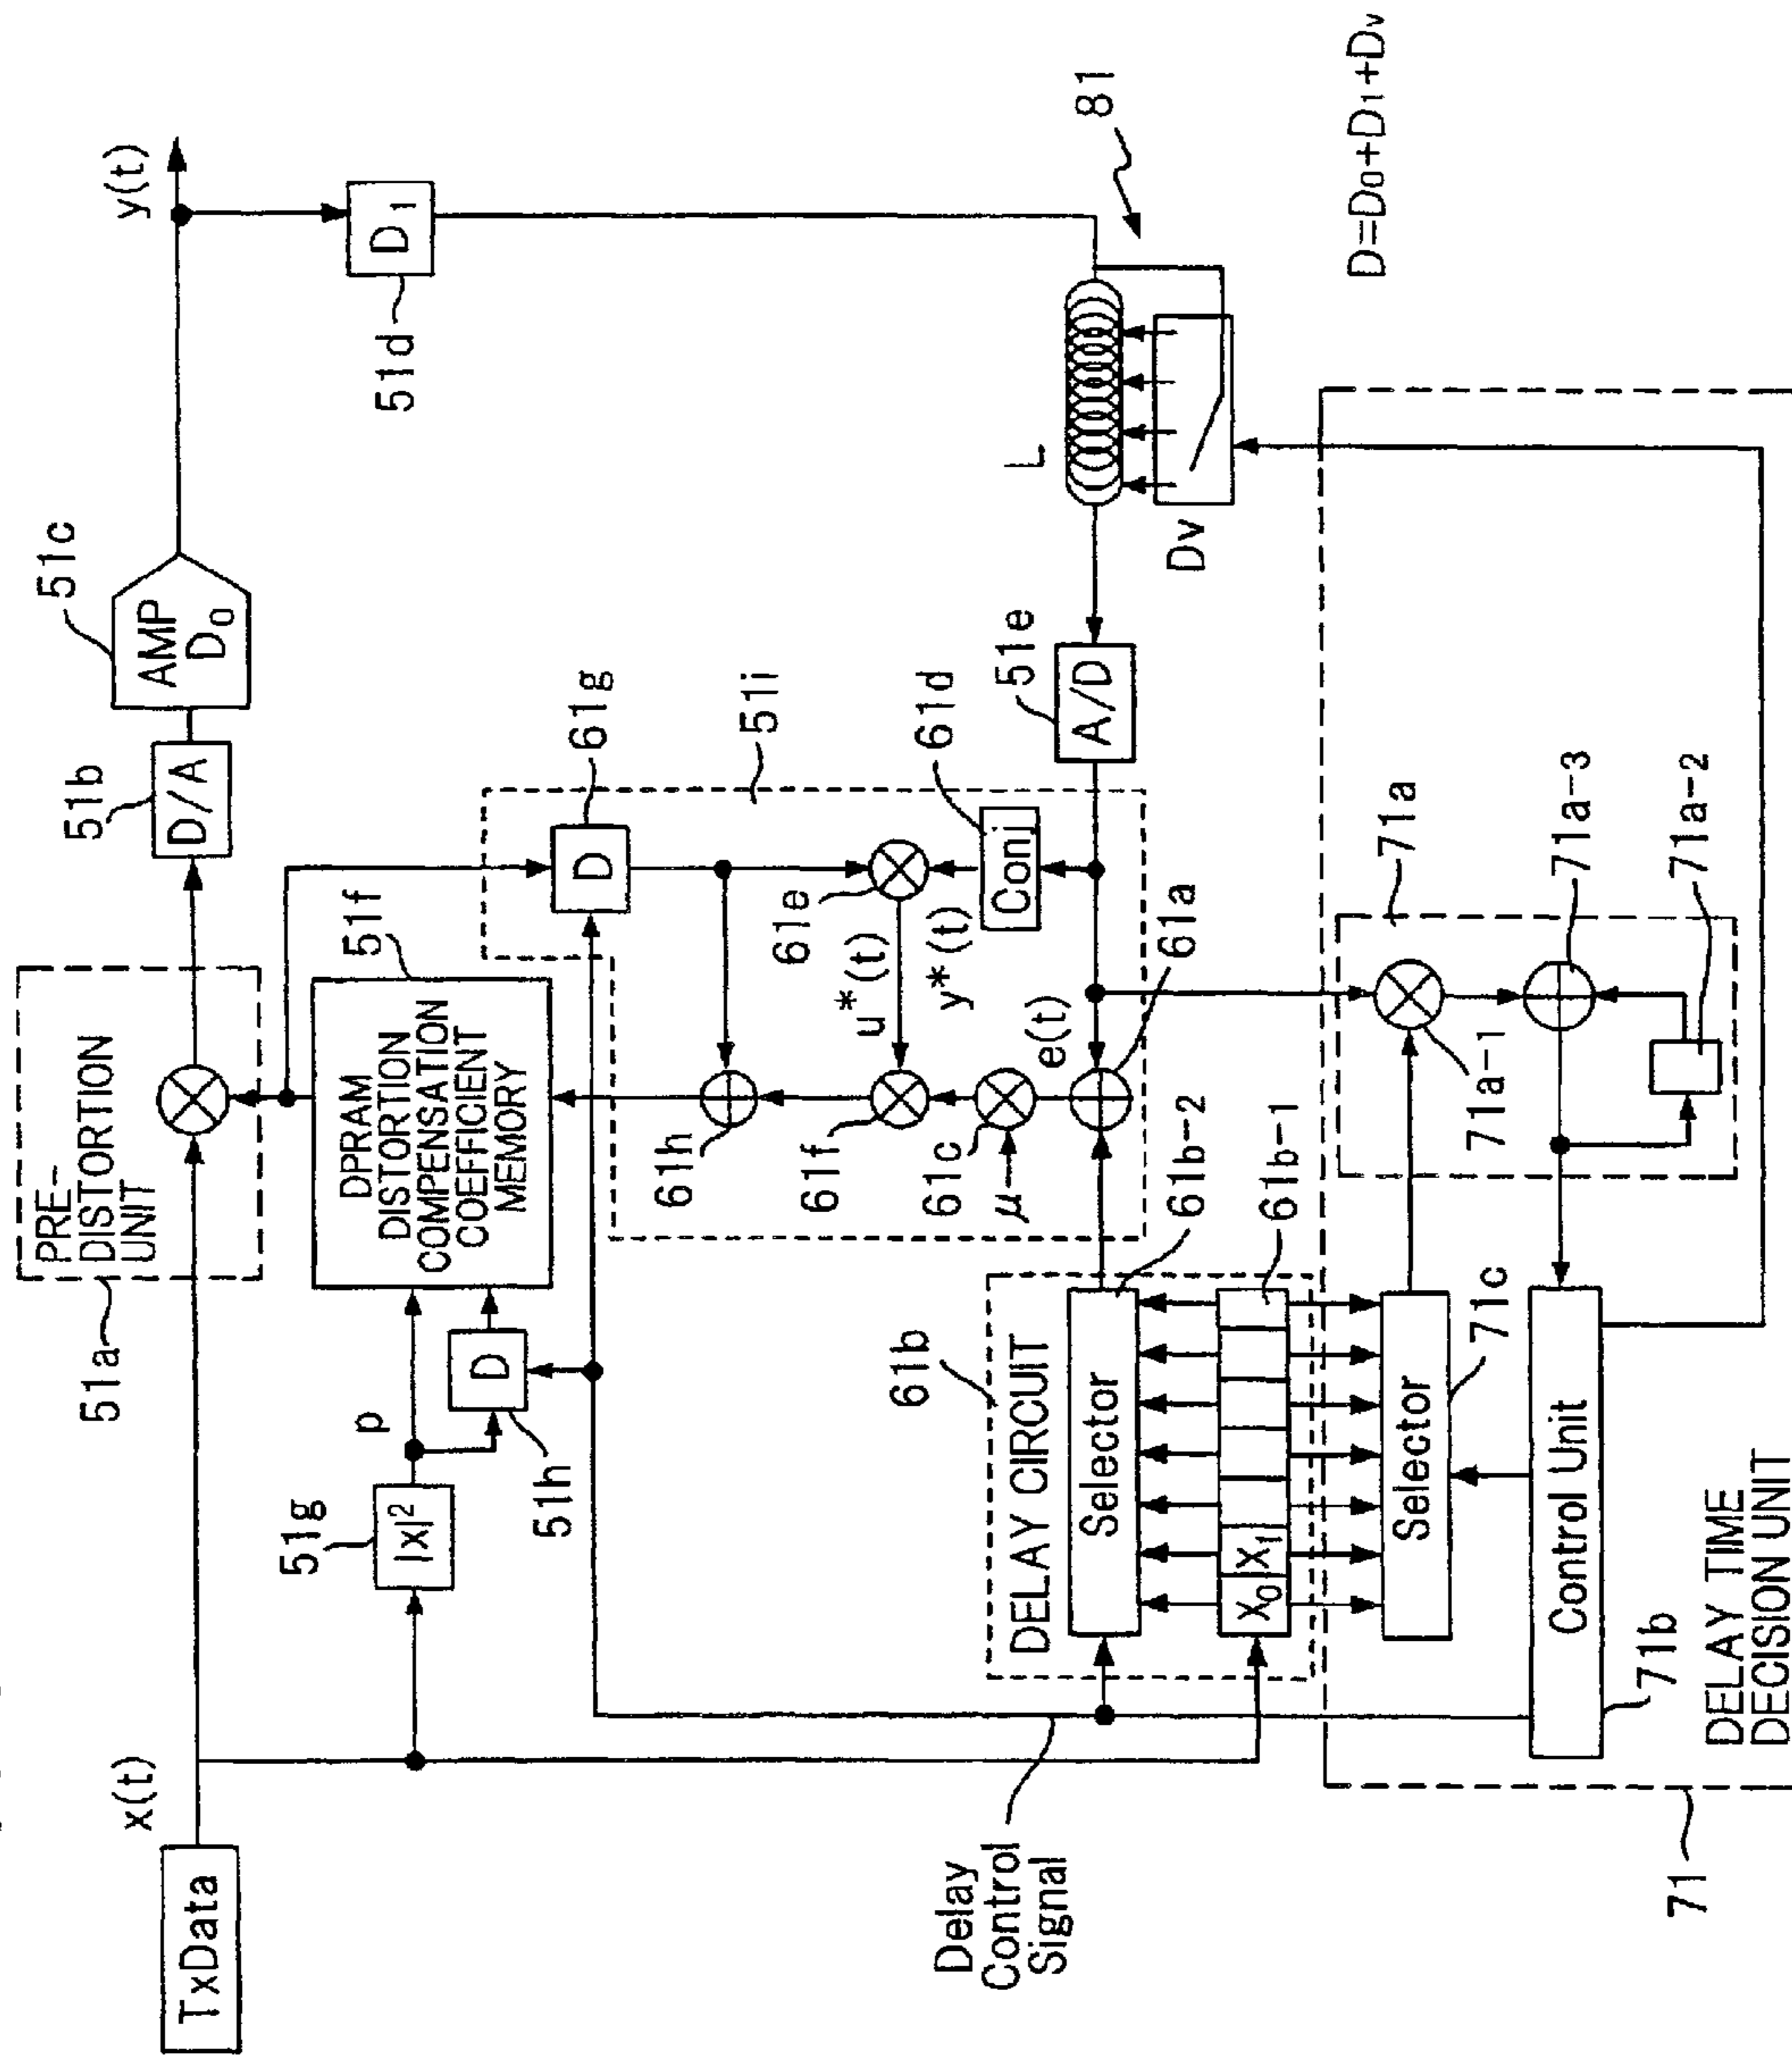 TxData
x(t)
PRE-
DISTORTION
UNIT
51a
51b
D/A
51c
AMP
D0
y(t)
D1
51d
51g
|x|²
p
D
51h
DPRAM
DISTORTION
COMPENSATION
COEFFICIENT
MEMORY
51f
D
61g
51i
61h
61e
u*(t)
61f
y*(t)
Conj
61d
61c
μ
e(t)
61a
A/D
51e
L
Dv
81
D=D0+D1+Dv
Delay
Control
Signal
61b
DELAY CIRCUIT
Selector
61b-2
X0
X1
61b-1
Selector
71c
Control Unit
71b
71a
71a-1
71a-3
71a-2
DELAY TIME
DECISION UNIT
71